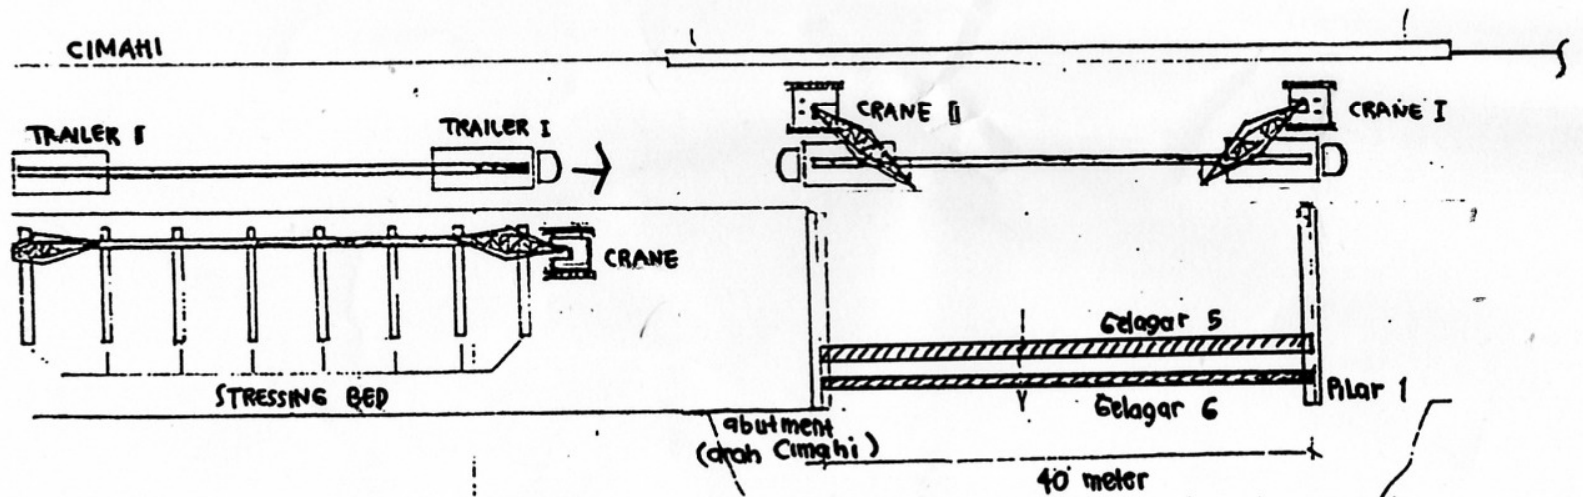 CIMAHI
TRAILER II
TRAILER I
CRANE II
CRANE I
CRANE
STRESSING BED
Gelagar 5
Gelagar 6
Pilar 1
abutment
(arah Cimahi)
40 meter